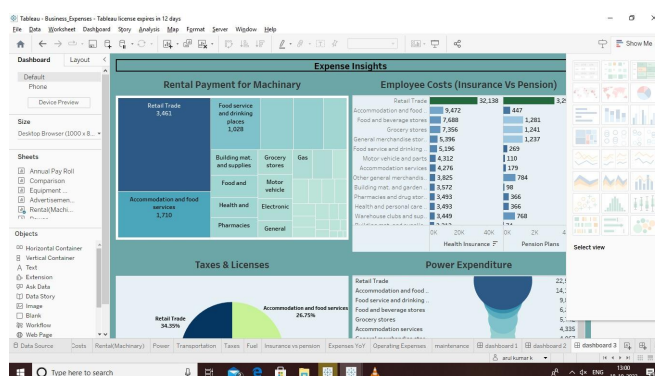 Tableau - Business_Expenses - Tableau license expires in 12 days
File Data Worksheet Dashboard Story Analysis Map Format Server Window Help
Show Me
Dashboard Layout
Default
Phone
Device Preview
Size
Desktop Browser (1000 x 8...
Sheets
Annual Pay Roll
Comparison
Equipment ...
Advertisemen...
Rental(Machi...
Objects
Horizontal Container
Vertical Container
Text
Extension
Ask Data
Data Story
Image
Blank
Workflow
Web Page
Expense Insights
Rental Payment for Machinary
Retail Trade
3,461
Food service
and drinking
places
1,028
Building mat.
and supplies
Grocery
stores
Gas
Food and
Motor
vehicle
Accommodation and food
services
1,710
Health and
Electronic
Pharmacies
General
Employee Costs (Insurance Vs Pension)
Retail Trade 32,138
Accommodation and food .. 9,472 447
Food and beverage stores 7,688 1,281
Grocery stores 7,356 1,241
General merchandise stor.. 5,396 1,237
Food service and drinking .. 5,196 269
Motor vehicle and parts 4,312 110
Accommodation services 4,276 179
Other general merchandis.. 3,825 784
Building mat. and garden .. 3,572 98
Pharmacies and drug stor.. 3,493 366
Health and personal care .. 3,493 366
Warehouse clubs and sup.. 3,449 768
0K 20K 40K 0K 2K 4
Health Insurance Pension Plans
Select view
Taxes & Licenses
Retail Trade
34.35%
Accommodation and food services
26.75%
Power Expenditure
Retail Trade
Accommodation and food...
Food service and drinking...
Food and beverage stores
Grocery stores
Accommodation services
Data Source Costs Rental(Machinary) Power Transportation Taxes Fuel Insurance vs pension Expenses YoY Operating Expenses maintenance dashboard 1 dashboard 2 dashboard 3
anil kumar k
Type here to search
ENG
13:00